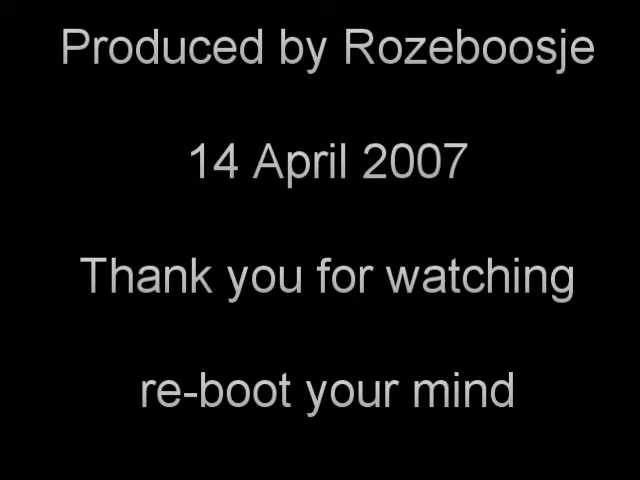 Produced by Rozeboosje
14 April 2007
Thank you for watching
re-boot your mind